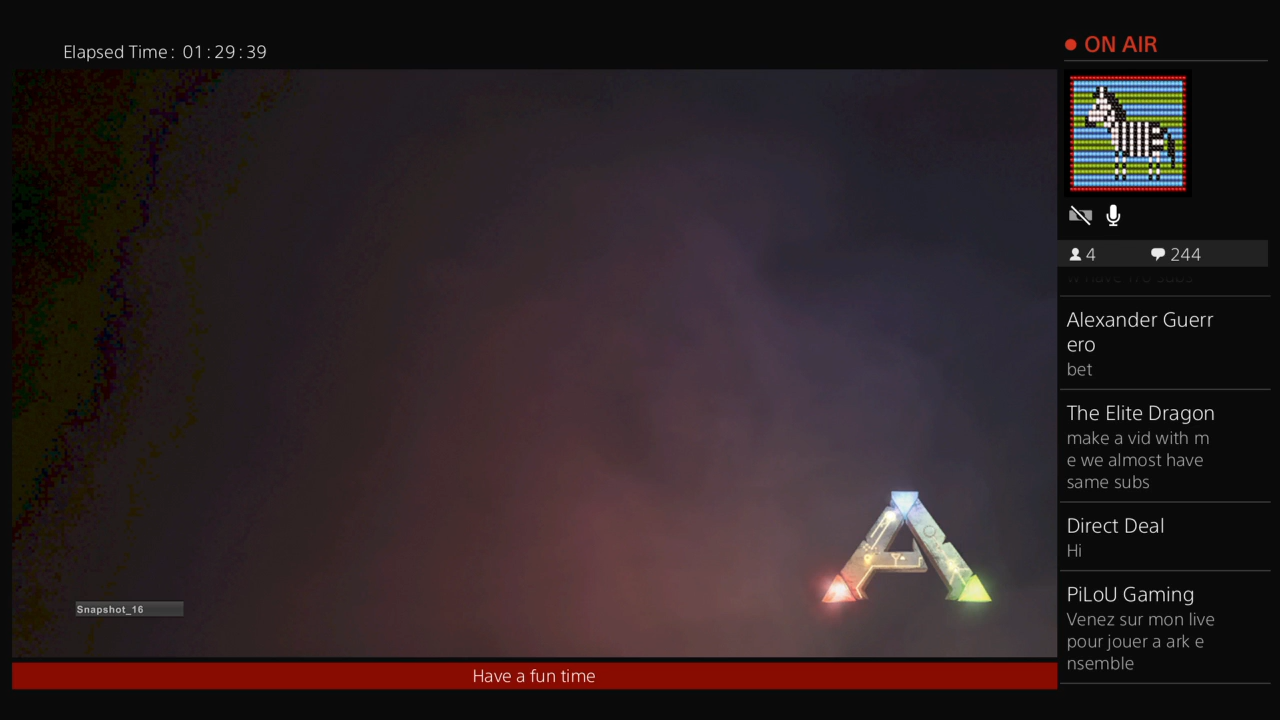 Elapsed Time: 01:29:39
ON AIR
4
244
Alexander Guerr
ero
bet
The Elite Dragon
make a vid with m
e we almost have
same subs
Direct Deal
Hi
PiLoU Gaming
Venez sur mon live
pour jouer a ark e
nsemble
Snapshot_16
Have a fun time